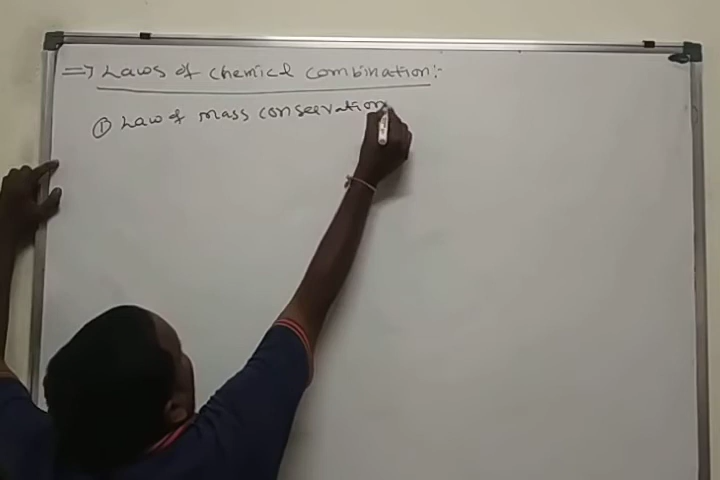 => Laws of chemical combination:-
① Law of mass conservation